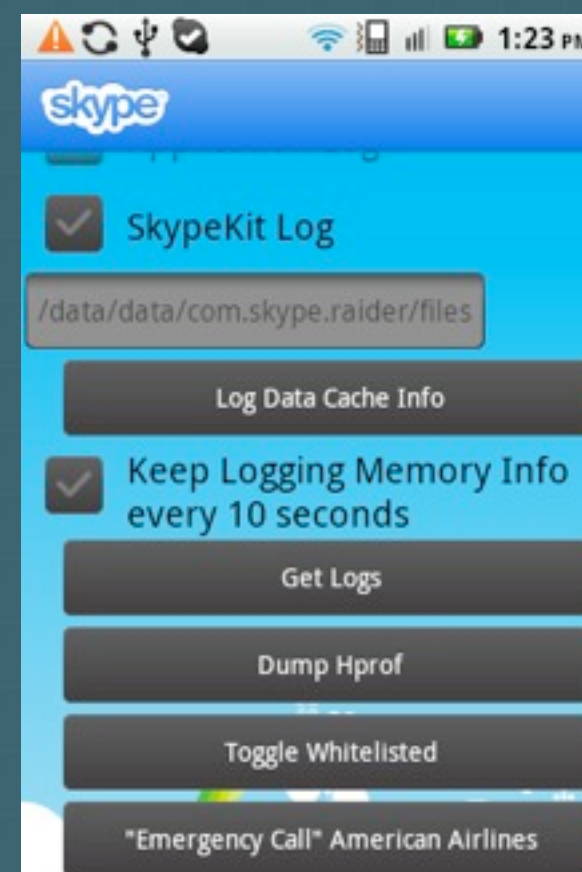 1:23 PM
skype
SkypeKit Log
/data/data/com.skype.raider/files
Log Data Cache Info
Keep Logging Memory Info
every 10 seconds
Get Logs
Dump Hprof
Toggle Whitelisted
"Emergency Call" American Airlines